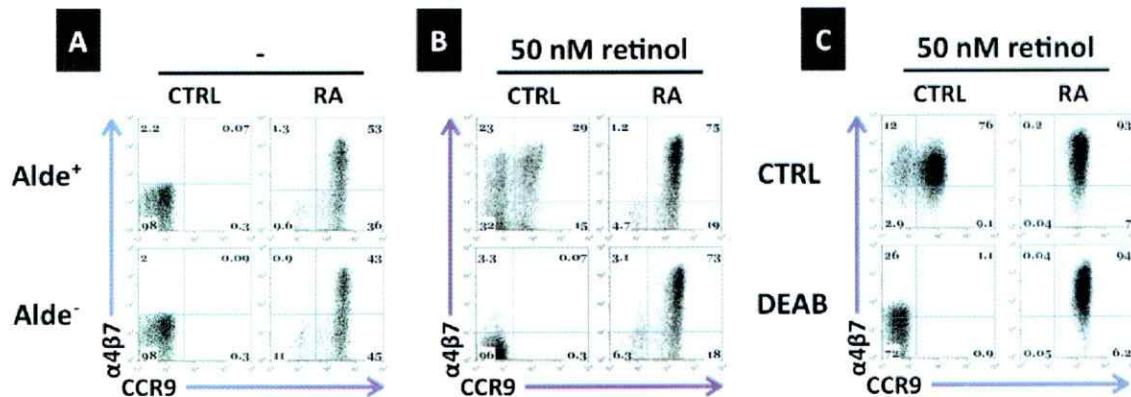 A
B
C
-
50 nM retinol
50 nM retinol
CTRL
RA
CTRL
RA
CTRL
RA
Alde⁺
2.2
0.07
98
0.3
1.3
53
9.6
36
23
29
32
15
1.2
75
4.7
19
CTRL
12
76
2.9
0.1
0.2
93
0.04
7
Alde⁻
2
0.09
98
0.3
0.9
43
11
45
3.3
0.07
96
0.3
3.1
73
6.3
18
DEAB
26
1.1
72
0.9
0.04
94
0.05
6.2
α4β7
α4β7
α4β7
CCR9
CCR9
CCR9